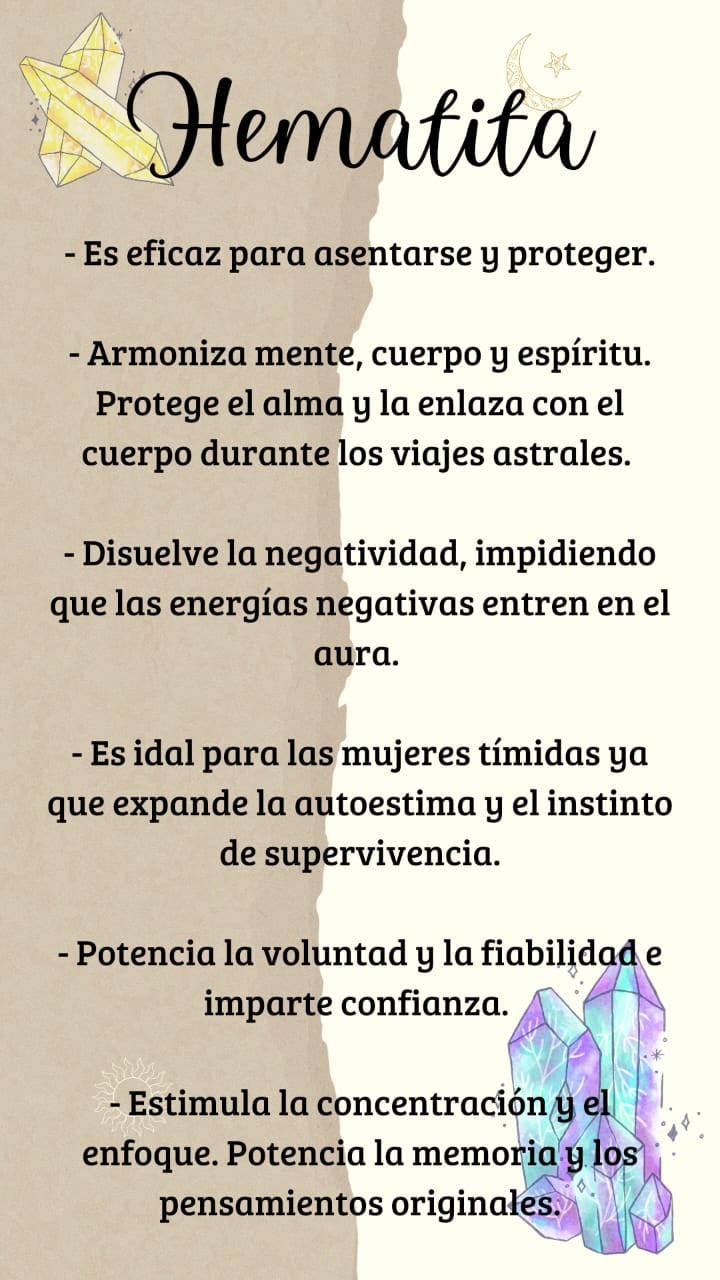 Hematita
- Es eficaz para asentarse y proteger.
- Armoniza mente, cuerpo y espíritu.
Protege el alma y la enlaza con el
cuerpo durante los viajes astrales.
- Disuelve la negatividad, impidiendo
que las energías negativas entren en el
aura.
- Es idal para las mujeres tímidas ya
que expande la autoestima y el instinto
de supervivencia.
- Potencia la voluntad y la fiabilidad e
imparte confianza.
- Estimula la concentración y el
enfoque. Potencia la memoria y los
pensamientos originales.